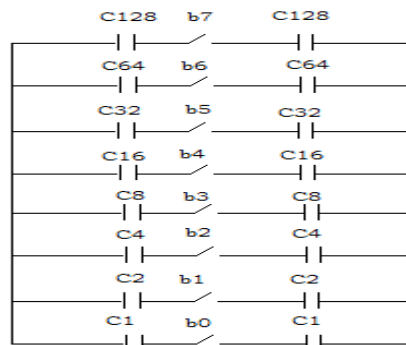 C128 b7 C128
C64 b6 C64
C32 b5 C32
C16 b4 C16
C8 b3 C8
C4 b2 C4
C2 b1 C2
C1 b0 C1